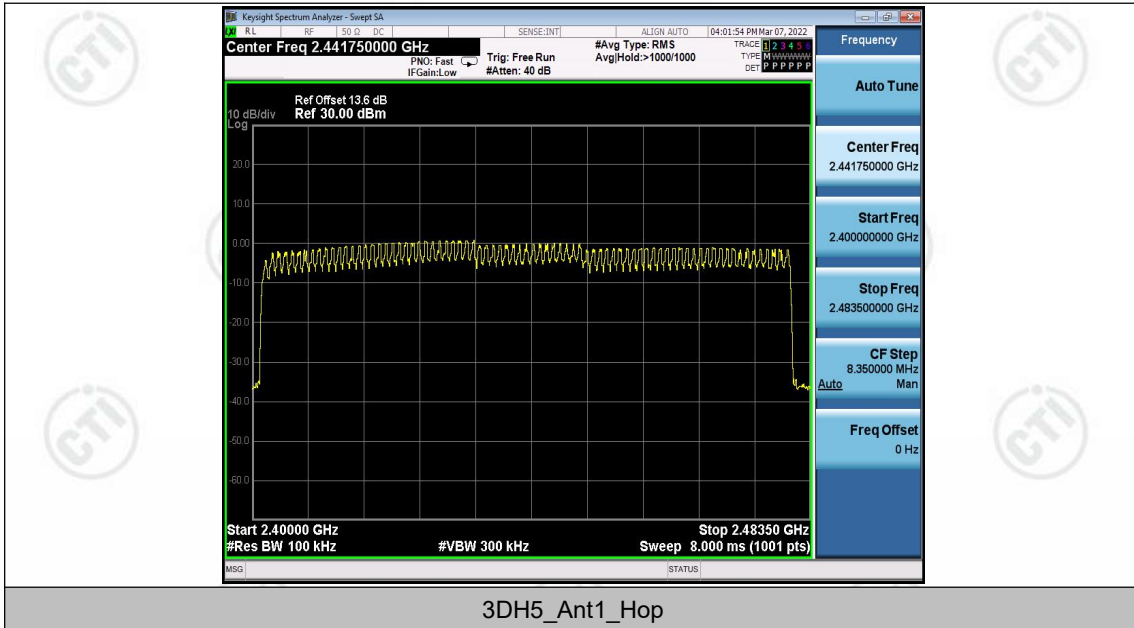 Keysight Spectrum Analyzer - Swept SA
RL RF 50 Ω DC SENSE:INT ALIGN AUTO 04:01:54 PM Mar 07, 2022
Center Freq 2.441750000 GHz
PNO: Fast
IFGain:Low
Trig: Free Run
#Atten: 40 dB
#Avg Type: RMS
Avg|Hold:>1000/1000
TRACE 1 2 3 4 5 6
TYPE M WWWWW
DET P P P P P P
Frequency
Auto Tune
Center Freq
2.441750000 GHz
Start Freq
2.400000000 GHz
Stop Freq
2.483500000 GHz
CF Step
8.350000 MHz
Auto Man
Freq Offset
0 Hz
Ref Offset 13.6 dB
10 dB/div Ref 30.00 dBm
Log
20.0
10.0
0.00
-10.0
-20.0
-30.0
-40.0
-50.0
-60.0
Start 2.40000 GHz Stop 2.48350 GHz
#Res BW 100 kHz #VBW 300 kHz Sweep 8.000 ms (1001 pts)
MSG STATUS
3DH5_Ant1_Hop
CTI
CTI
CTI
CTI